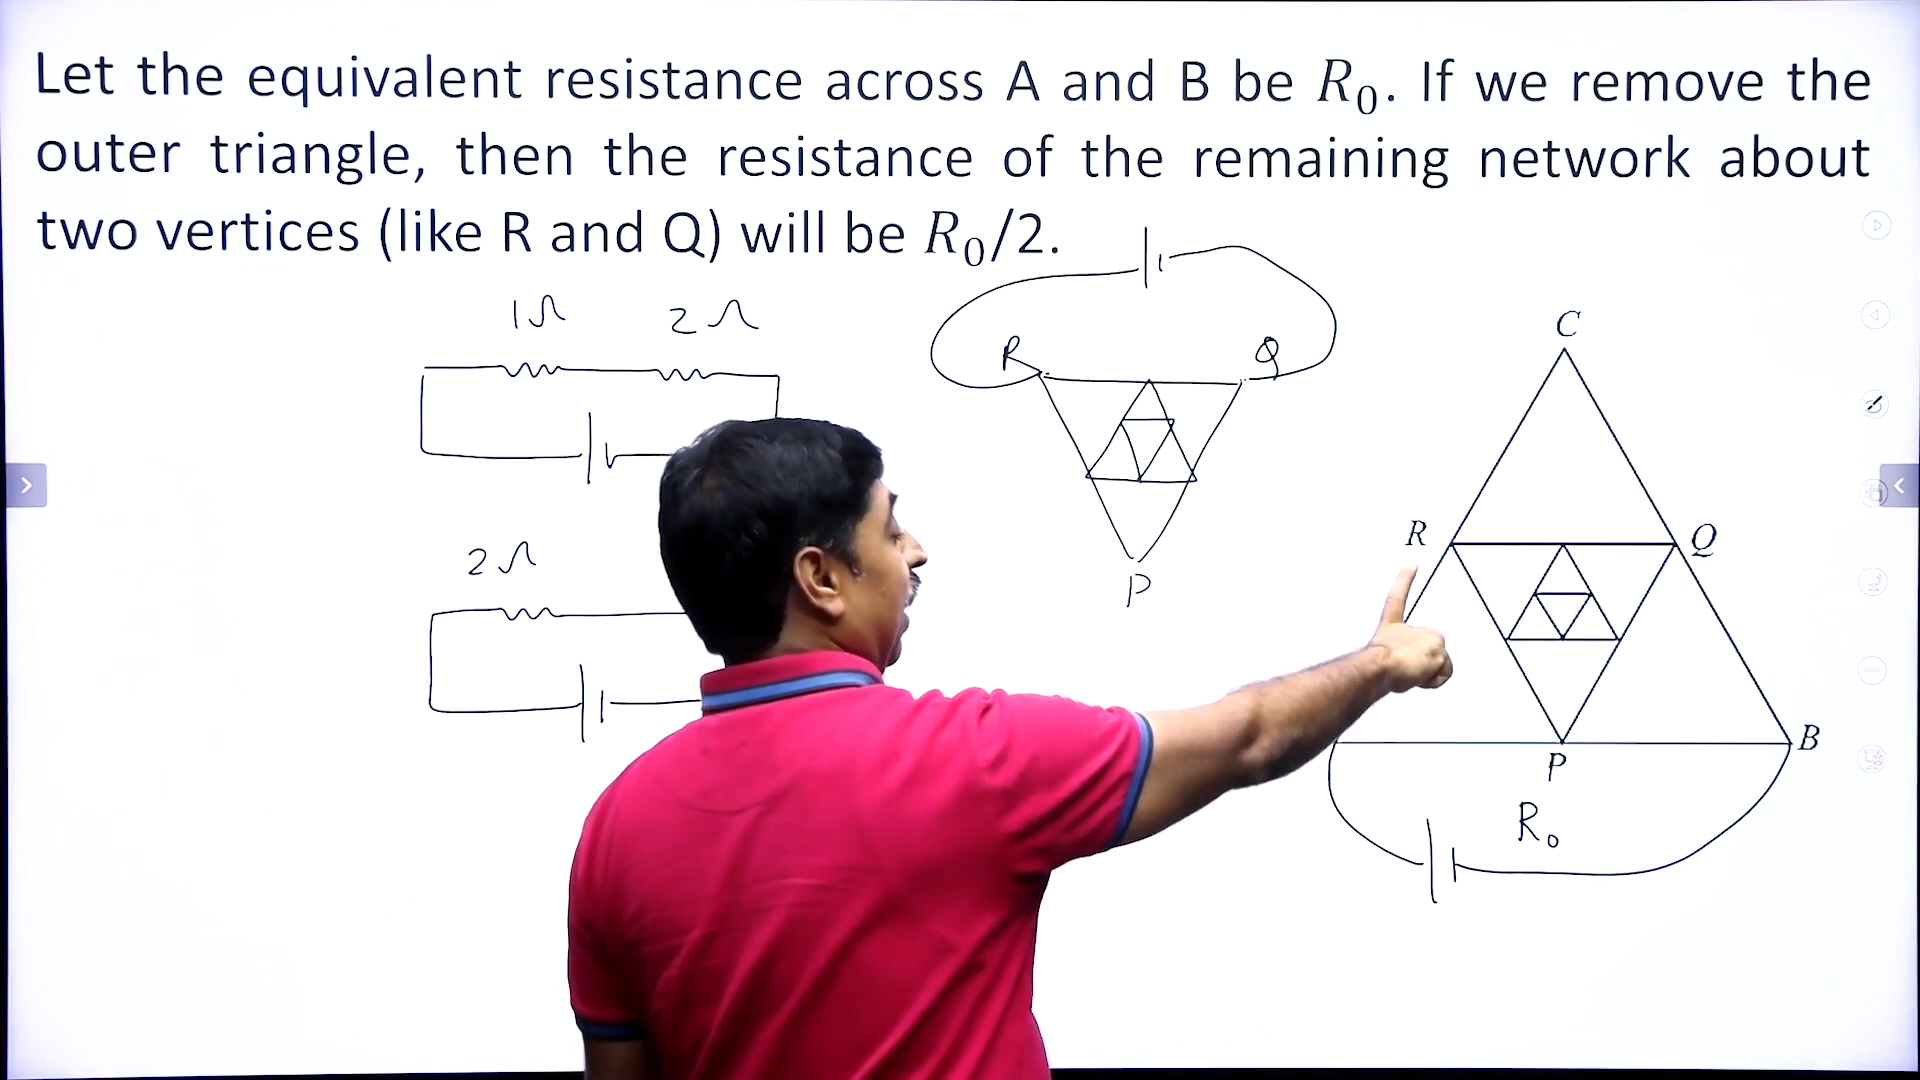 Let the equivalent resistance across A and B be R₀. If we remove the
outer triangle, then the resistance of the remaining network about
two vertices (like R and Q) will be R₀/2.
1Ω 2Ω
R Q
P
2Ω
C
R Q
B
P
R₀